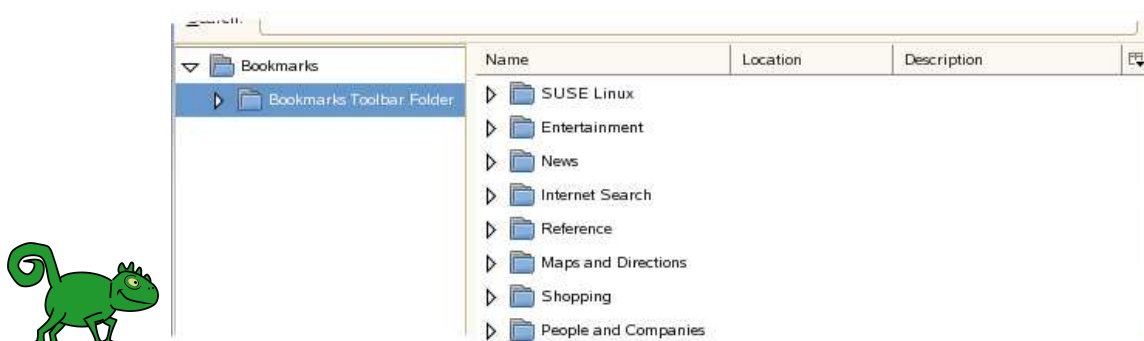 Bookmarks
Bookmarks Toolbar Folder
Name Location Description
SUSE Linux
Entertainment
News
Internet Search
Reference
Maps and Directions
Shopping
People and Companies